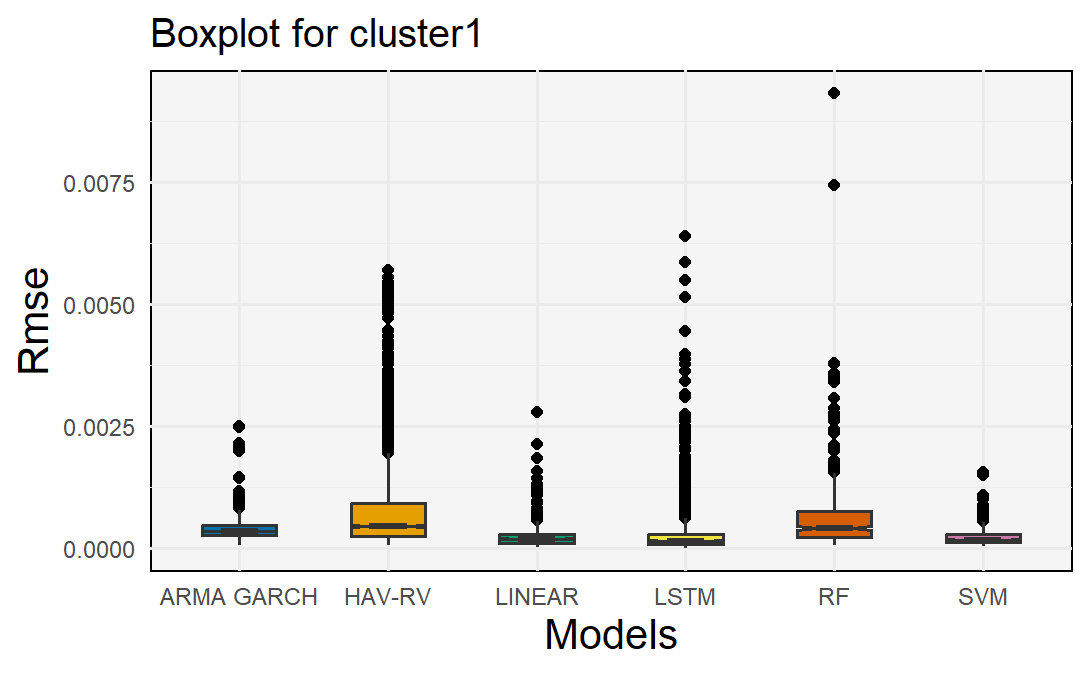 Boxplot for cluster1
Rmse
0.0075
0.0050
0.0025
0.0000
ARMA GARCH HAV-RV LINEAR LSTM RF SVM
Models